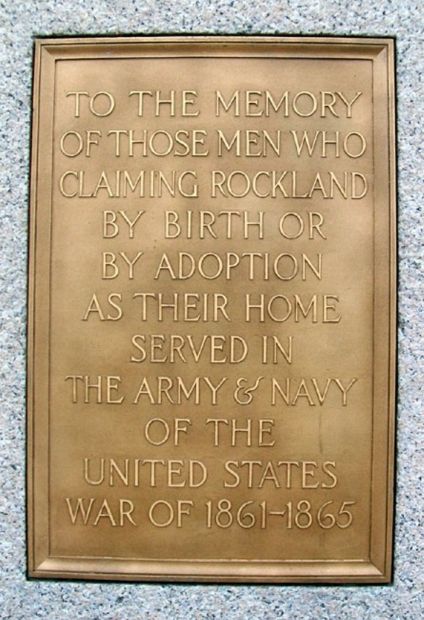 TO THE MEMORY
OF THOSE MEN WHO
CLAIMING ROCKLAND
BY BIRTH OR
BY ADOPTION
AS THEIR HOME
SERVED IN
THE ARMY & NAVY
OF THE
UNITED STATES
WAR OF 1861-1865